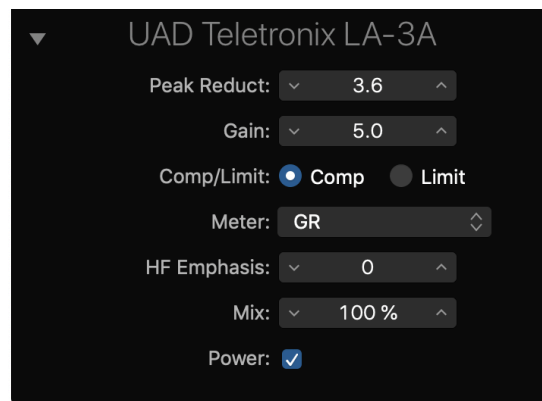 UAD Teletronix LA-3A
Peak Reduct: 3.6
Gain: 5.0
Comp/Limit: Comp Limit
Meter: GR
HF Emphasis: 0
Mix: 100 %
Power: